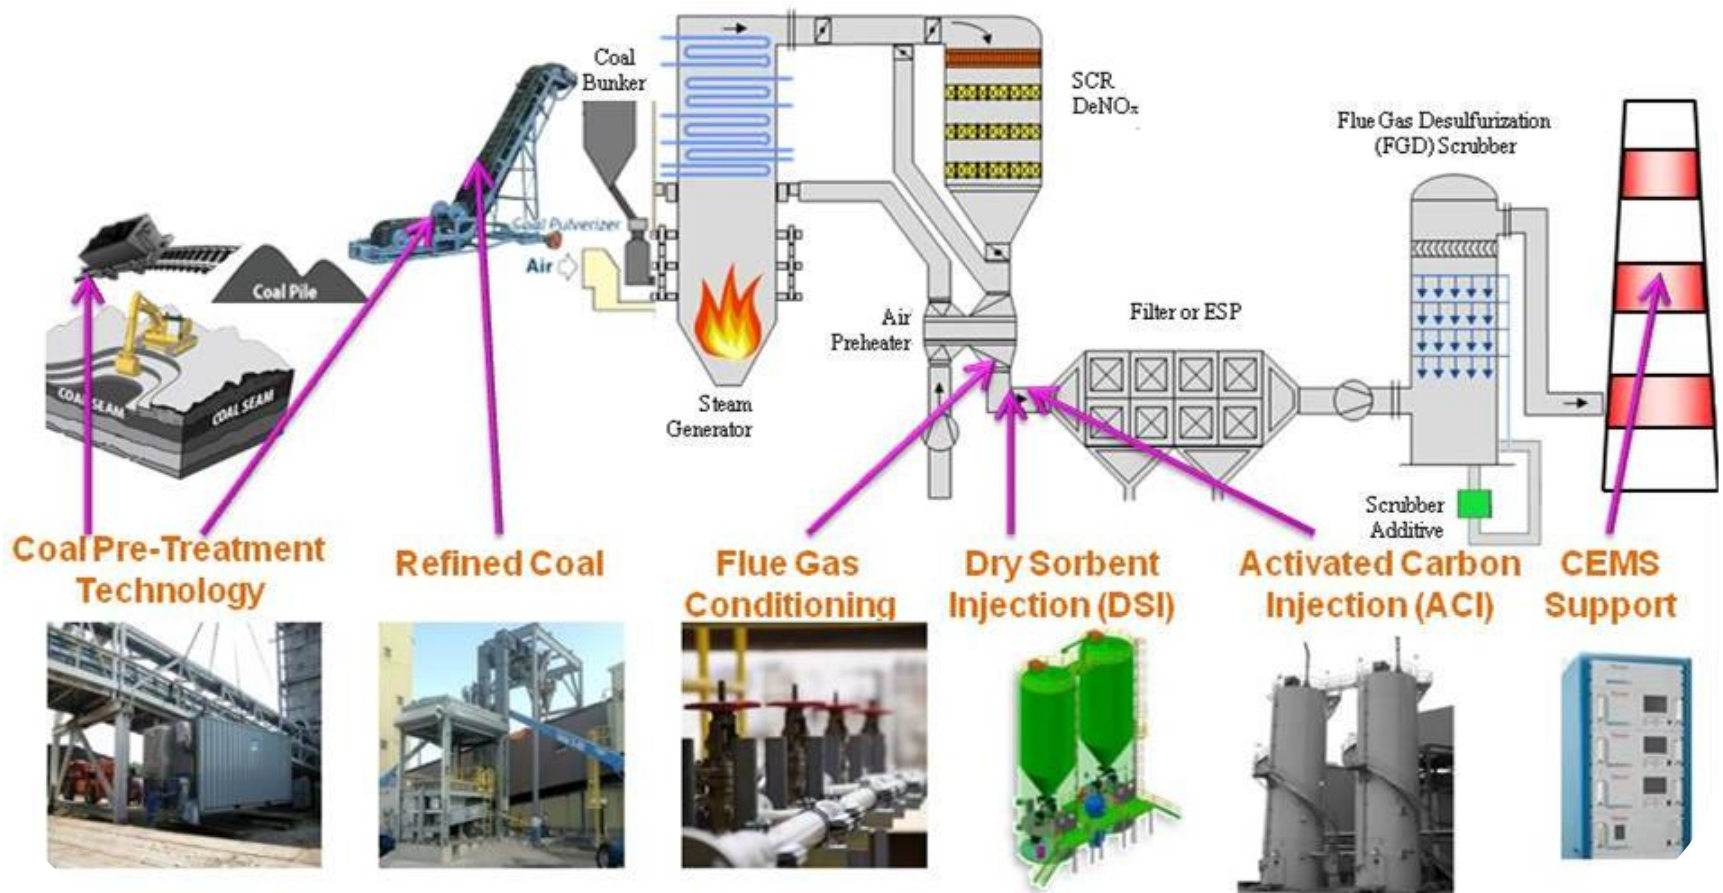 Coal
Bunker
SCR
DeNOx
Flue Gas Desulfurization
(FGD) Scrubber
Coal Pulverizer
Air
Coal Pile
COAL SEAM
COAL SEAM
Air
Preheater
Filter or ESP
Steam
Generator
Scrubber
Additive
Coal Pre-Treatment
Technology
Refined Coal
Flue Gas
Conditioning
Dry Sorbent
Injection (DSI)
Activated Carbon
Injection (ACI)
CEMS
Support